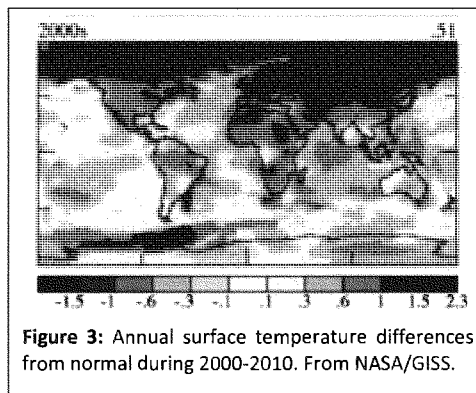 2000s .51
-1.5 -1 -.6 -.3 -.1 .1 .3 .6 1 1.5 2.3
Figure 3: Annual surface temperature differences
from normal during 2000-2010. From NASA/GISS.